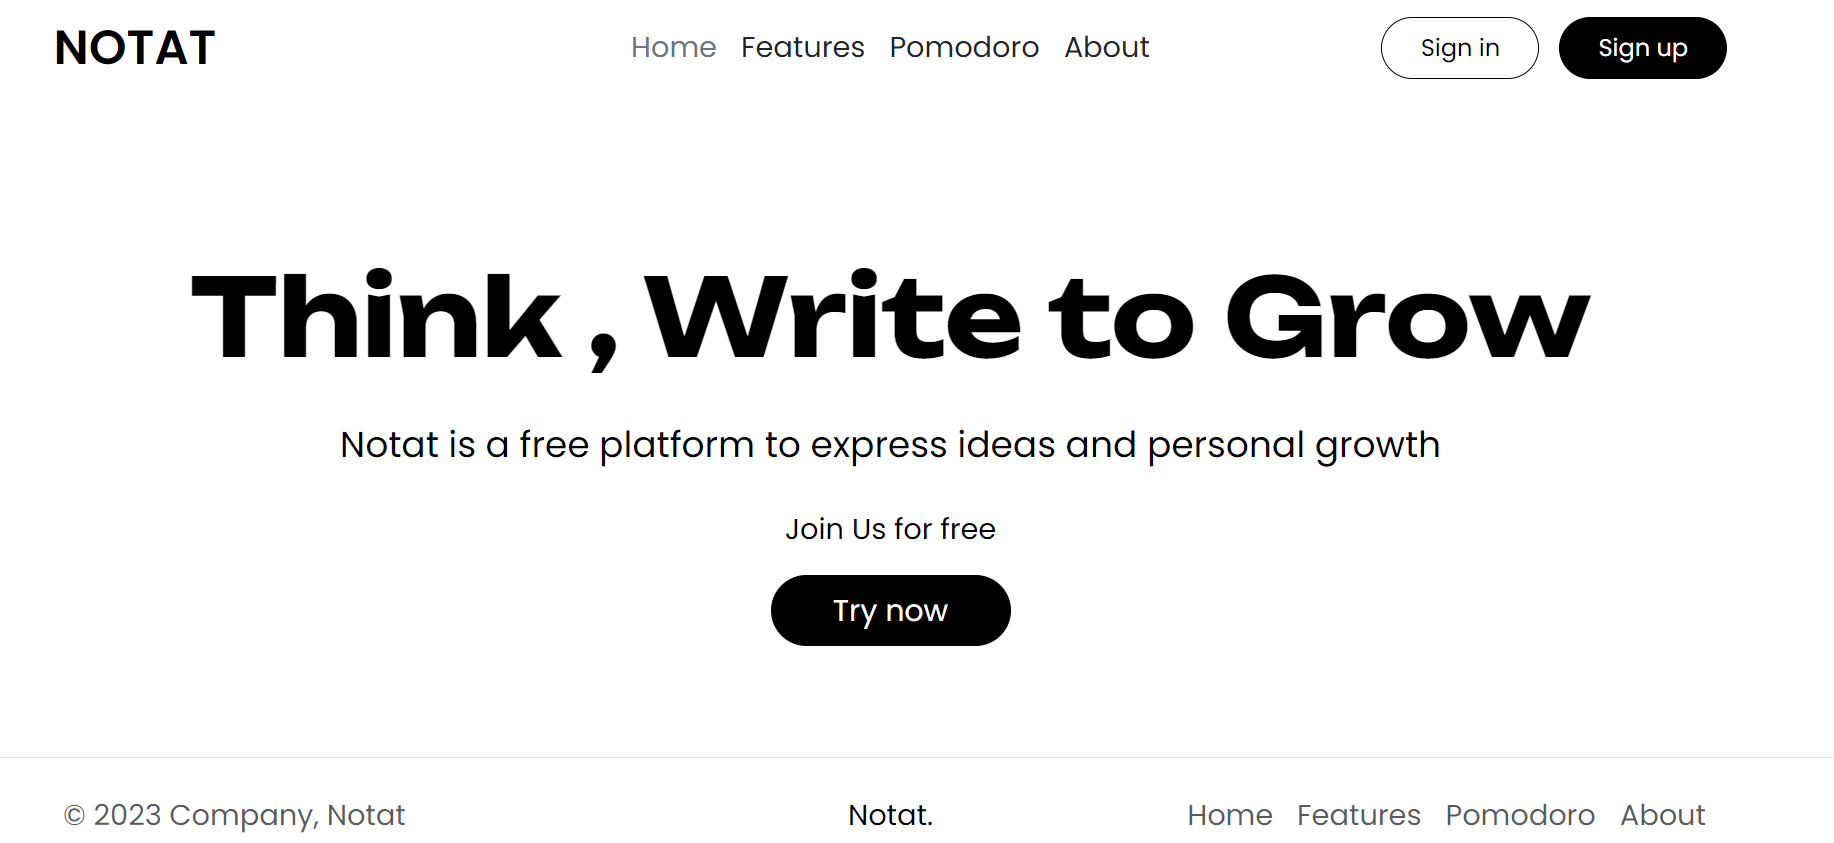 NOTAT
Home Features Pomodoro About
Sign in
Sign up
Think , Write to Grow
Notat is a free platform to express ideas and personal growth
Join Us for free
Try now
© 2023 Company, Notat
Notat.
Home Features Pomodoro About